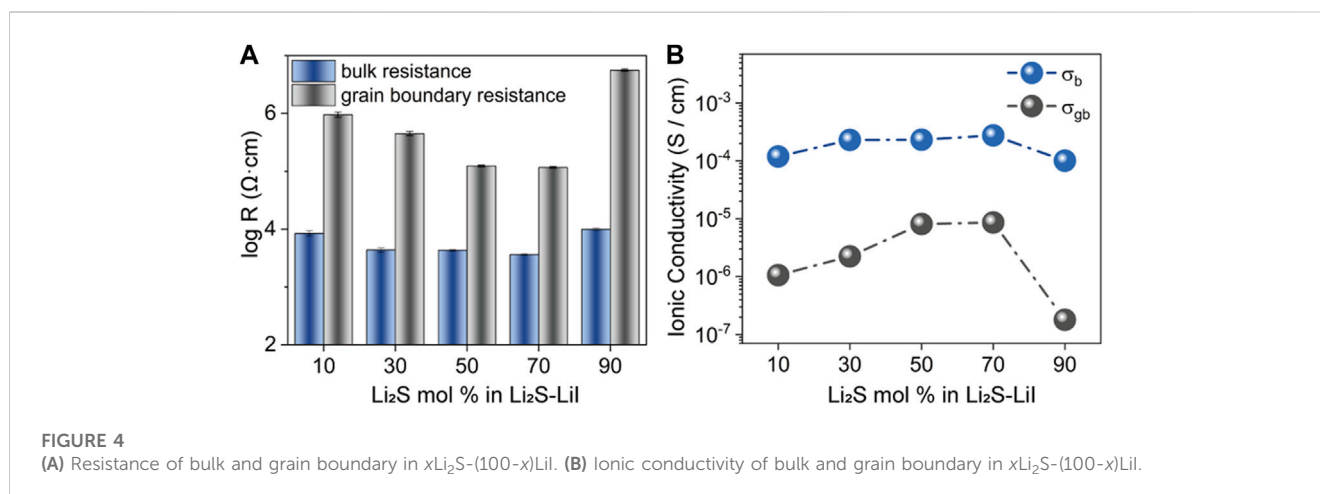 A
bulk resistance
grain boundary resistance
log R (Ω·cm)
6
4
2
10 30 50 70 90
Li₂S mol % in Li₂S-LiI
B
σb
σgb
Ionic Conductivity (S / cm)
10⁻³
10⁻⁴
10⁻⁵
10⁻⁶
10⁻⁷
10 30 50 70 90
Li₂S mol % in Li₂S-LiI
FIGURE 4
(A) Resistance of bulk and grain boundary in xLi₂S-(100-x)LiI. (B) Ionic conductivity of bulk and grain boundary in xLi₂S-(100-x)LiI.